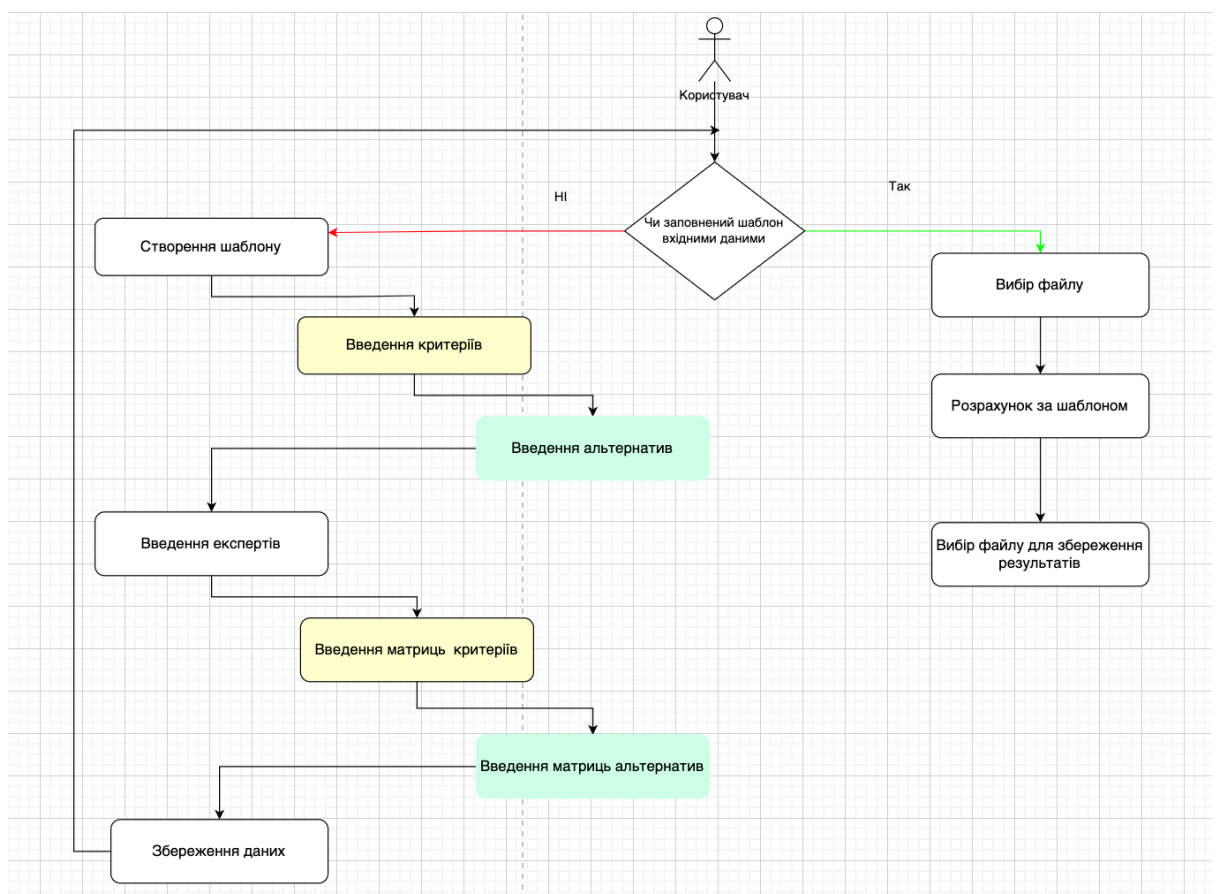 Користувач
НІ
Так
Чи заповнений шаблон
вхідними даними
Створення шаблону
Вибір файлу
Введення критеріїв
Розрахунок за шаблоном
Введення альтернатив
Введення експертів
Вибір файлу для збереження
результатів
Введення матриць критеріїв
Введення матриць альтернатив
Збереження даних